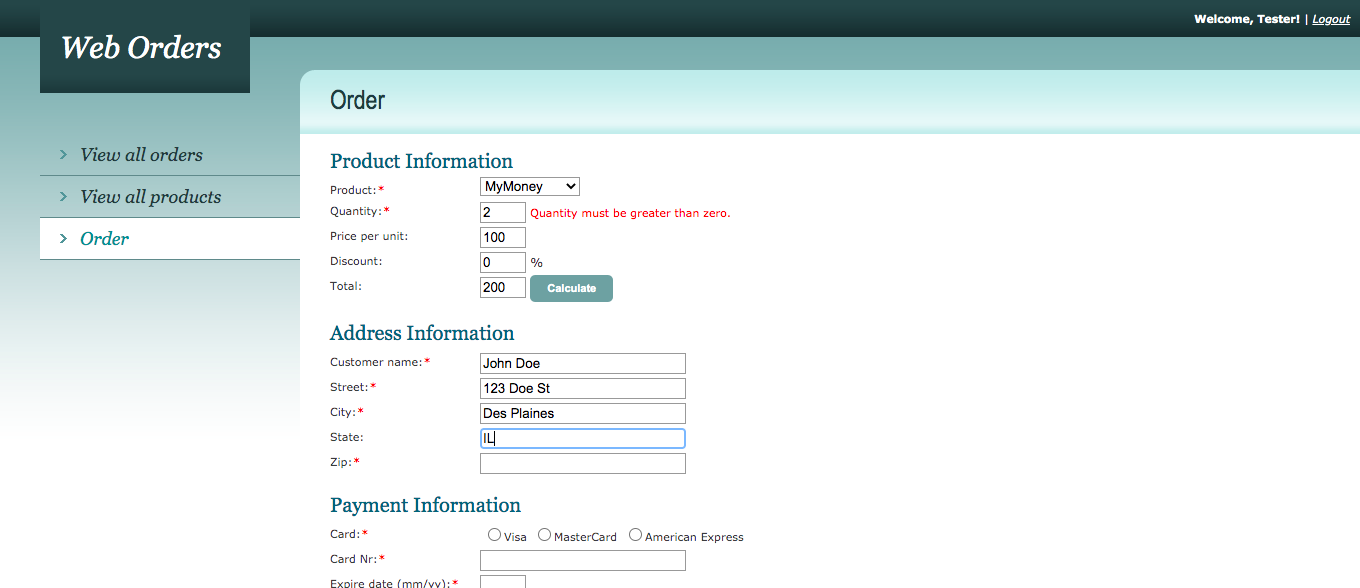 Welcome, Tester! | Logout
Web Orders
View all orders
View all products
Order
Order
Product Information
Product:* MyMoney
Quantity:* 2 Quantity must be greater than zero.
Price per unit: 100
Discount: 0 %
Total: 200 Calculate
Address Information
Customer name:* John Doe
Street:* 123 Doe St
City:* Des Plaines
State: IL
Zip:*
Payment Information
Card:* Visa MasterCard American Express
Card Nr:*
Expire date (mm/yy):*